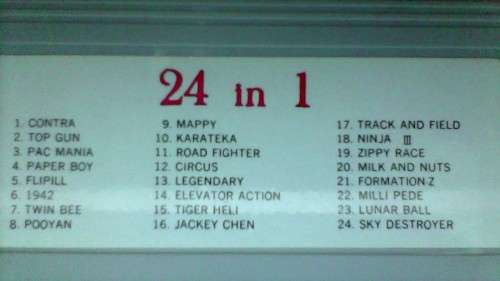 24 in 1
1. CONTRA
2. TOP GUN
3. PAC MANIA
4. PAPER BOY
5. FLIPILL
6. 1942
7. TWIN BEE
8. POOYAN
9. MAPPY
10. KARATEKA
11. ROAD FIGHTER
12. CIRCUS
13. LEGENDARY
14. ELEVATOR ACTION
15. TIGER HELI
16. JACKEY CHEN
17. TRACK AND FIELD
18. NINJA III
19. ZIPPY RACE
20. MILK AND NUTS
21. FORMATION-Z
22. MILLI PEDE
23. LUNAR BALL
24. SKY DESTROYER